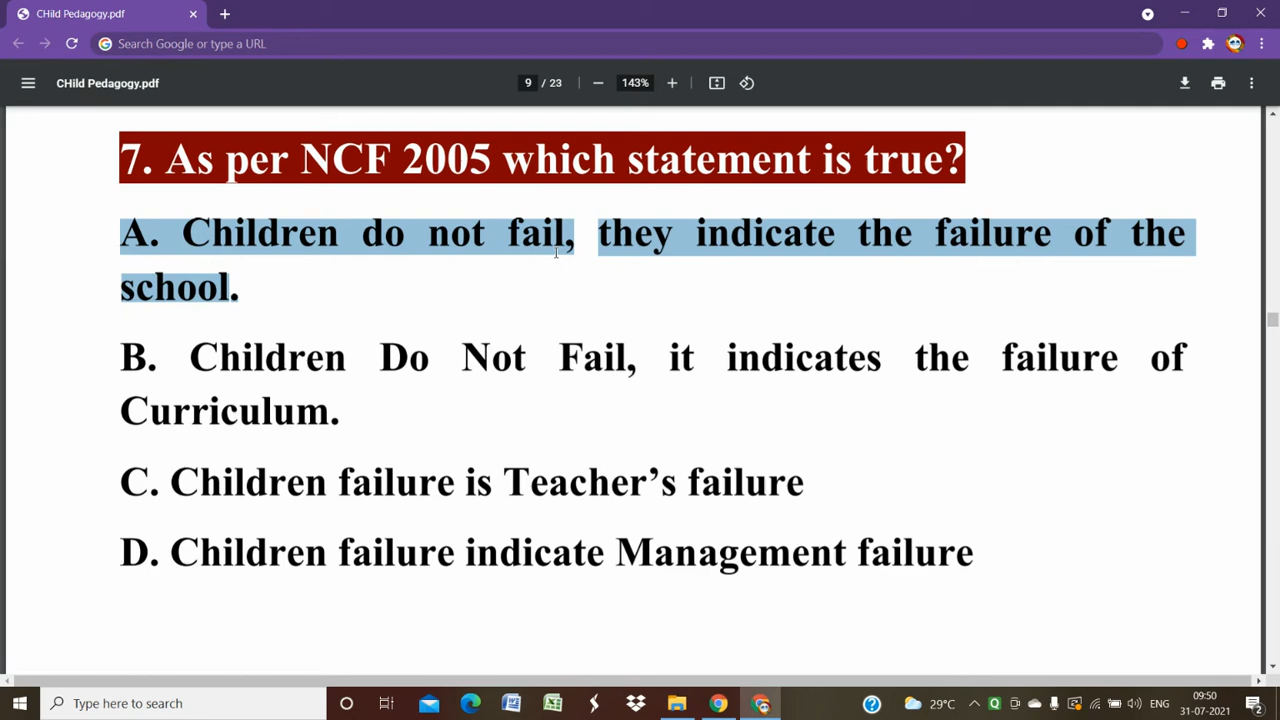 CHild Pedagogy.pdf
Search Google or type a URL
CHild Pedagogy.pdf
9 / 23
143%
7. As per NCF 2005 which statement is true?
A. Children do not fail, they indicate the failure of the
school.
B. Children Do Not Fail, it indicates the failure of
Curriculum.
C. Children failure is Teacher’s failure
D. Children failure indicate Management failure
Type here to search
29°C
ENG
09:50
31-07-2021
2